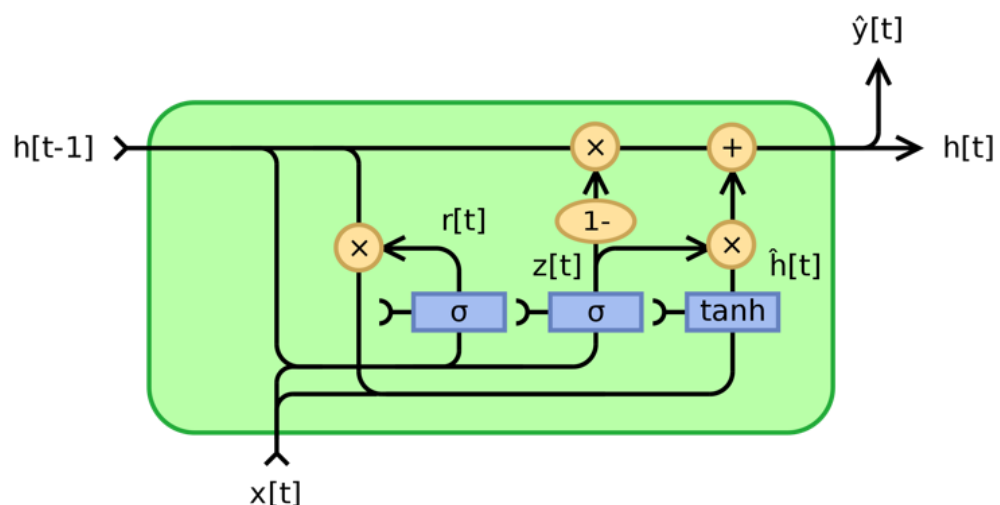 ŷ[t]
h[t-1]
×
+
h[t]
r[t]
1-
×
z[t]
×
ĥ[t]
σ
σ
tanh
x[t]